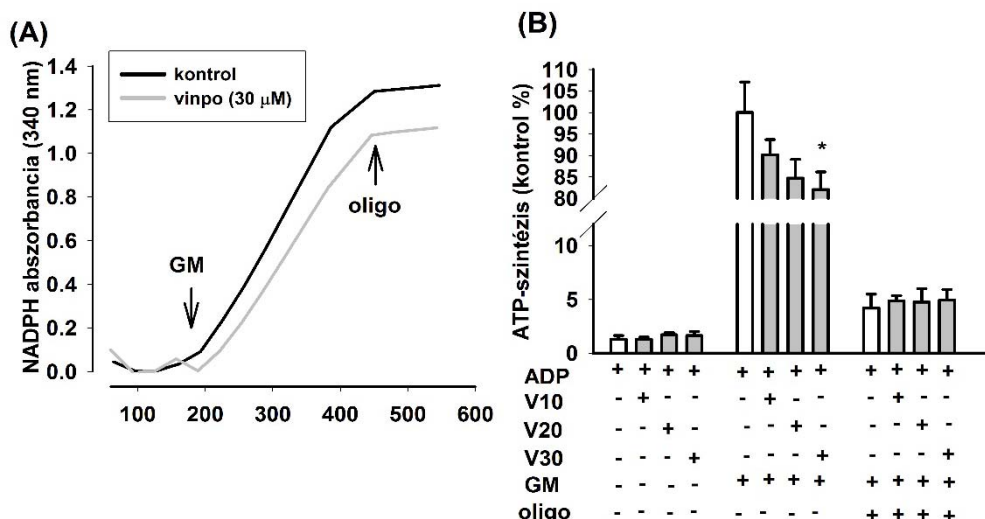 (A)
kontrol
vinpo (30 µM)
NADPH abszorbancia (340 nm)
1.4
1.2
1.0
0.8
0.6
0.4
0.2
0.0
GM
oligo
100 200 300 400 500 600
(B)
ATP-szintézis (kontrol %)
110
105
100
95
90
85
80
10
5
0
*
ADP + + + + + + + + + + + +
V10 - + - - - + - - - + - -
V20 - - + - - - + - - - + -
V30 - - - + - - - + - - - +
GM - - - - + + + + + + + +
oligo - - - - - - - - + + + +